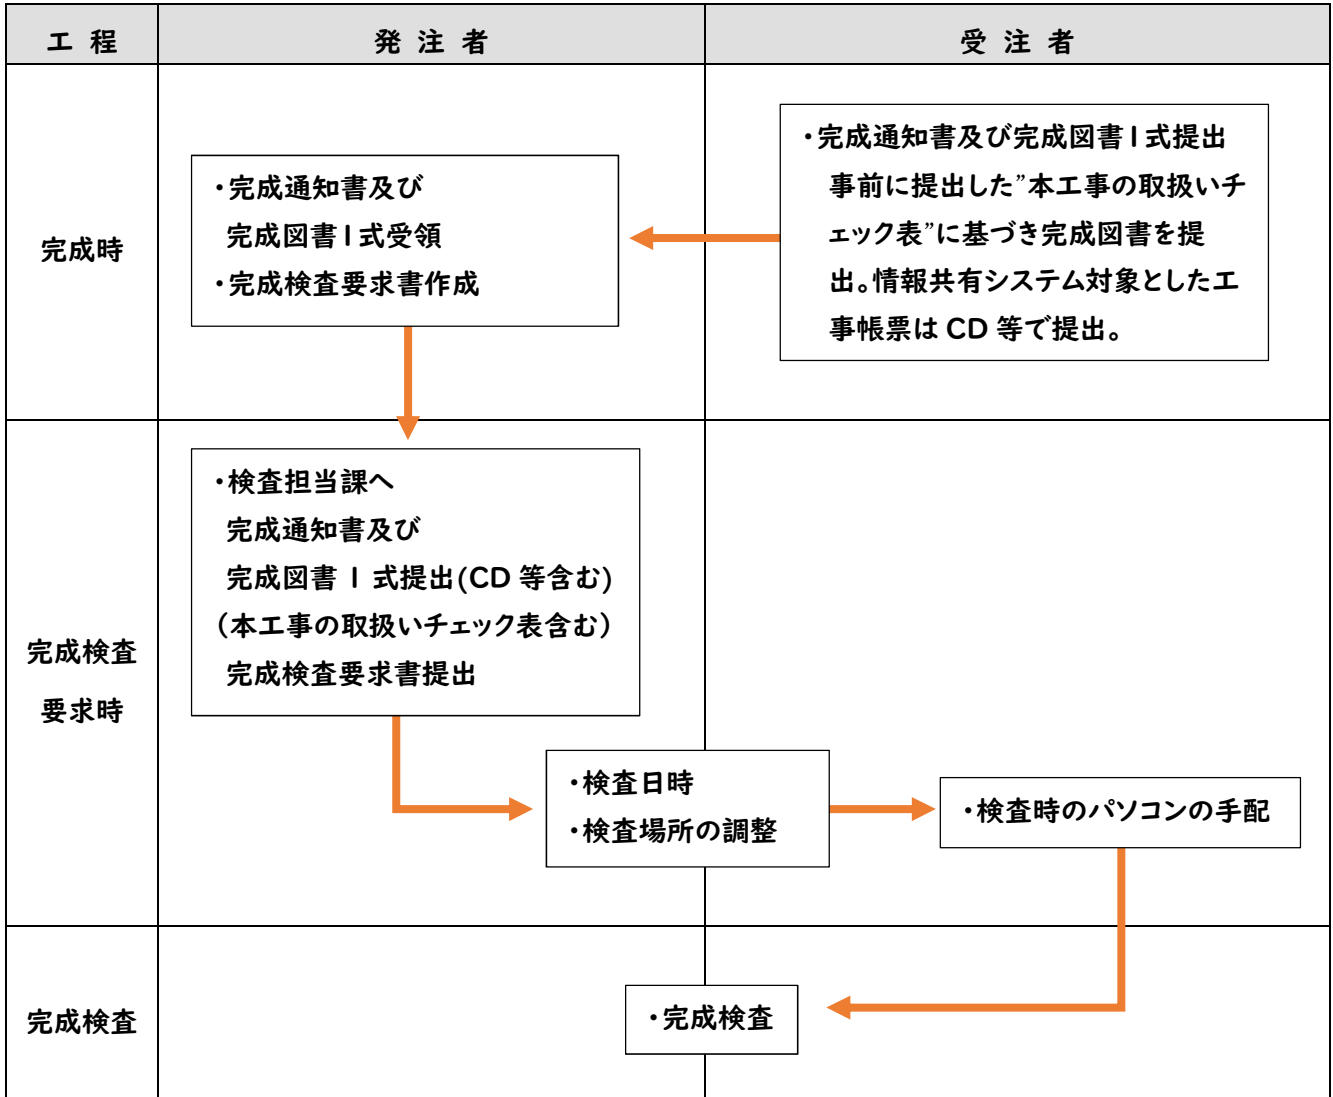 工 程
発 注 者
受 注 者
完成時
・完成通知書及び
完成図書1式受領
・完成検査要求書作成
・完成通知書及び完成図書1式提出
事前に提出した”本工事の取扱いチ
ェック表”に基づき完成図書を提
出。情報共有システム対象とした工
事帳票は CD 等で提出。
完成検査
要求時
・検査担当課へ
完成通知書及び
完成図書 1 式提出(CD 等含む)
（本工事の取扱いチェック表含む）
完成検査要求書提出
・検査日時
・検査場所の調整
・検査時のパソコンの手配
完成検査
・完成検査